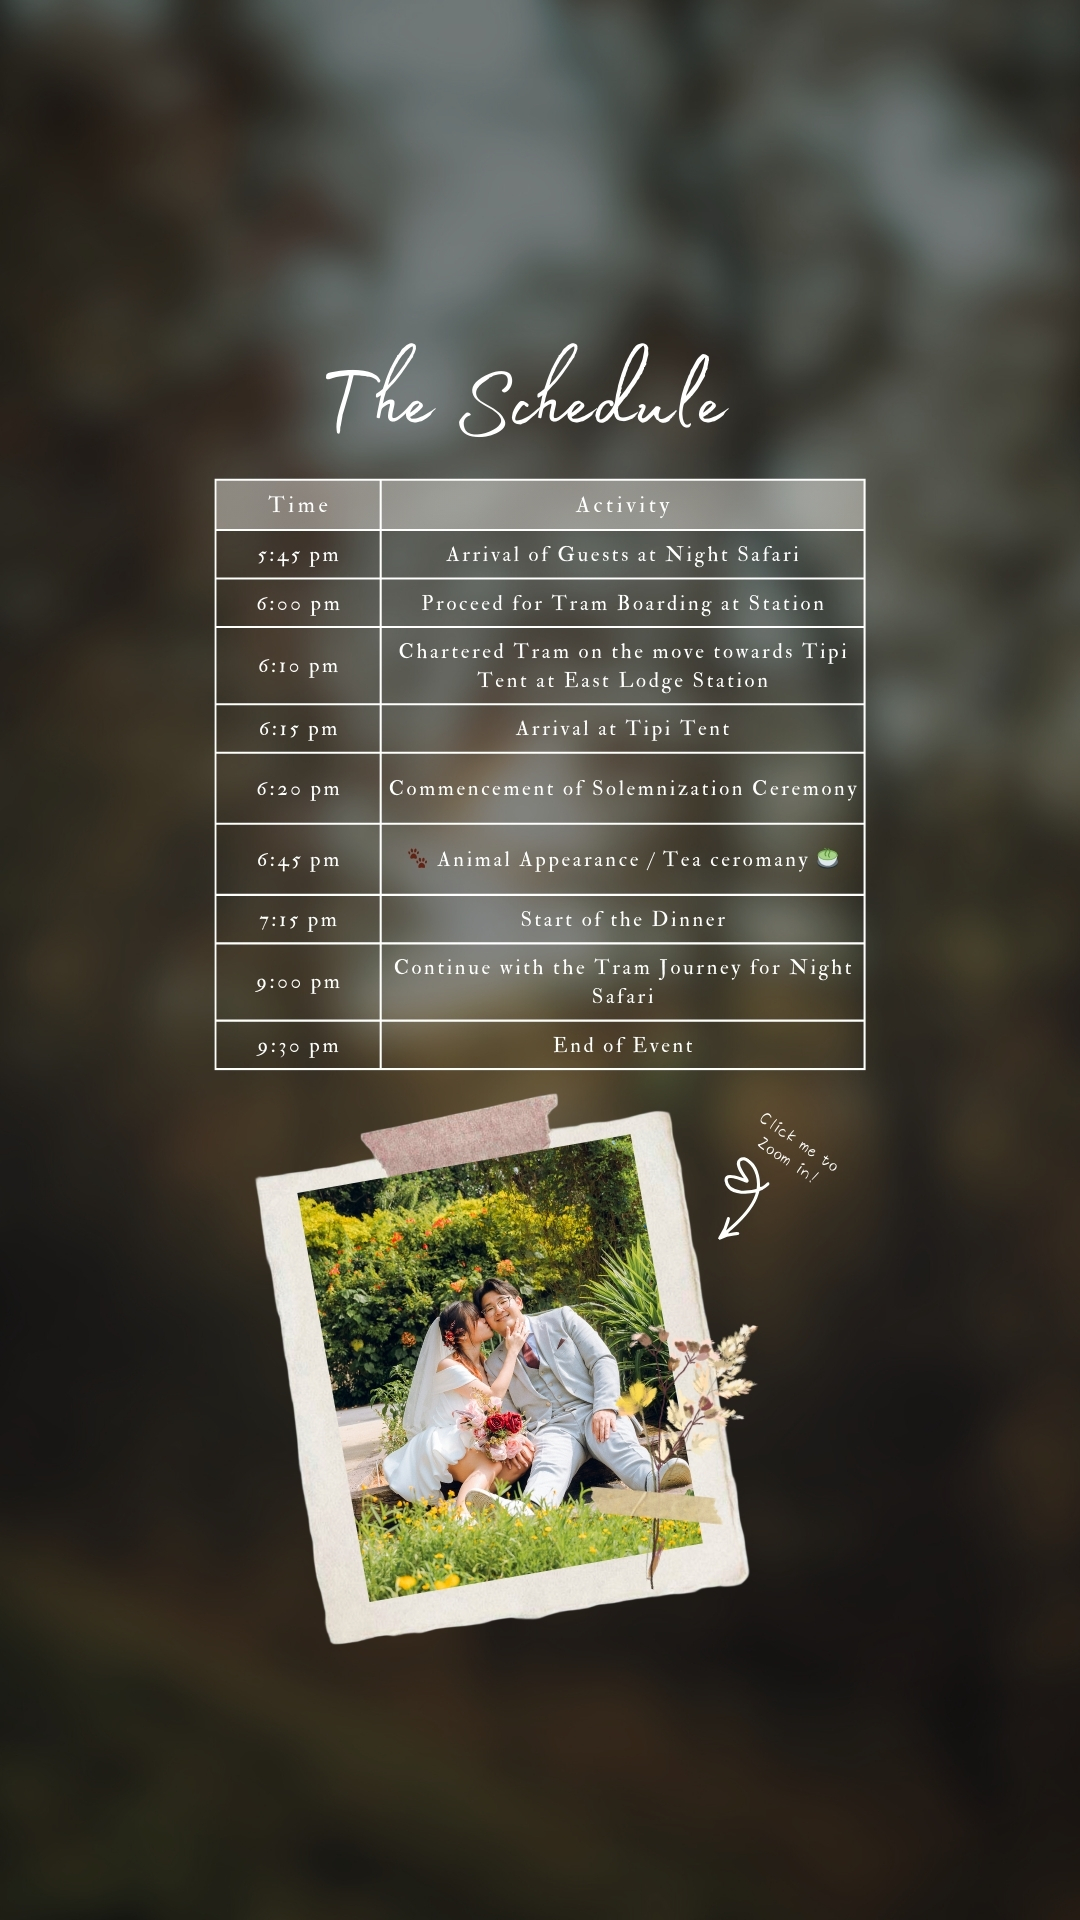 The Schedule
Time Activity
5:45 pm Arrival of Guests at Night Safari
6:00 pm Proceed for Tram Boarding at Station
6:10 pm Chartered Tram on the move towards Tipi
Tent at East Lodge Station
6:15 pm Arrival at Tipi Tent
6:20 pm Commencement of Solemnization Ceremony
6:45 pm 🐾 Animal Appearance / Tea ceromany 🍵
7:15 pm Start of the Dinner
9:00 pm Continue with the Tram Journey for Night
Safari
9:30 pm End of Event
Click me to
Zoom in!